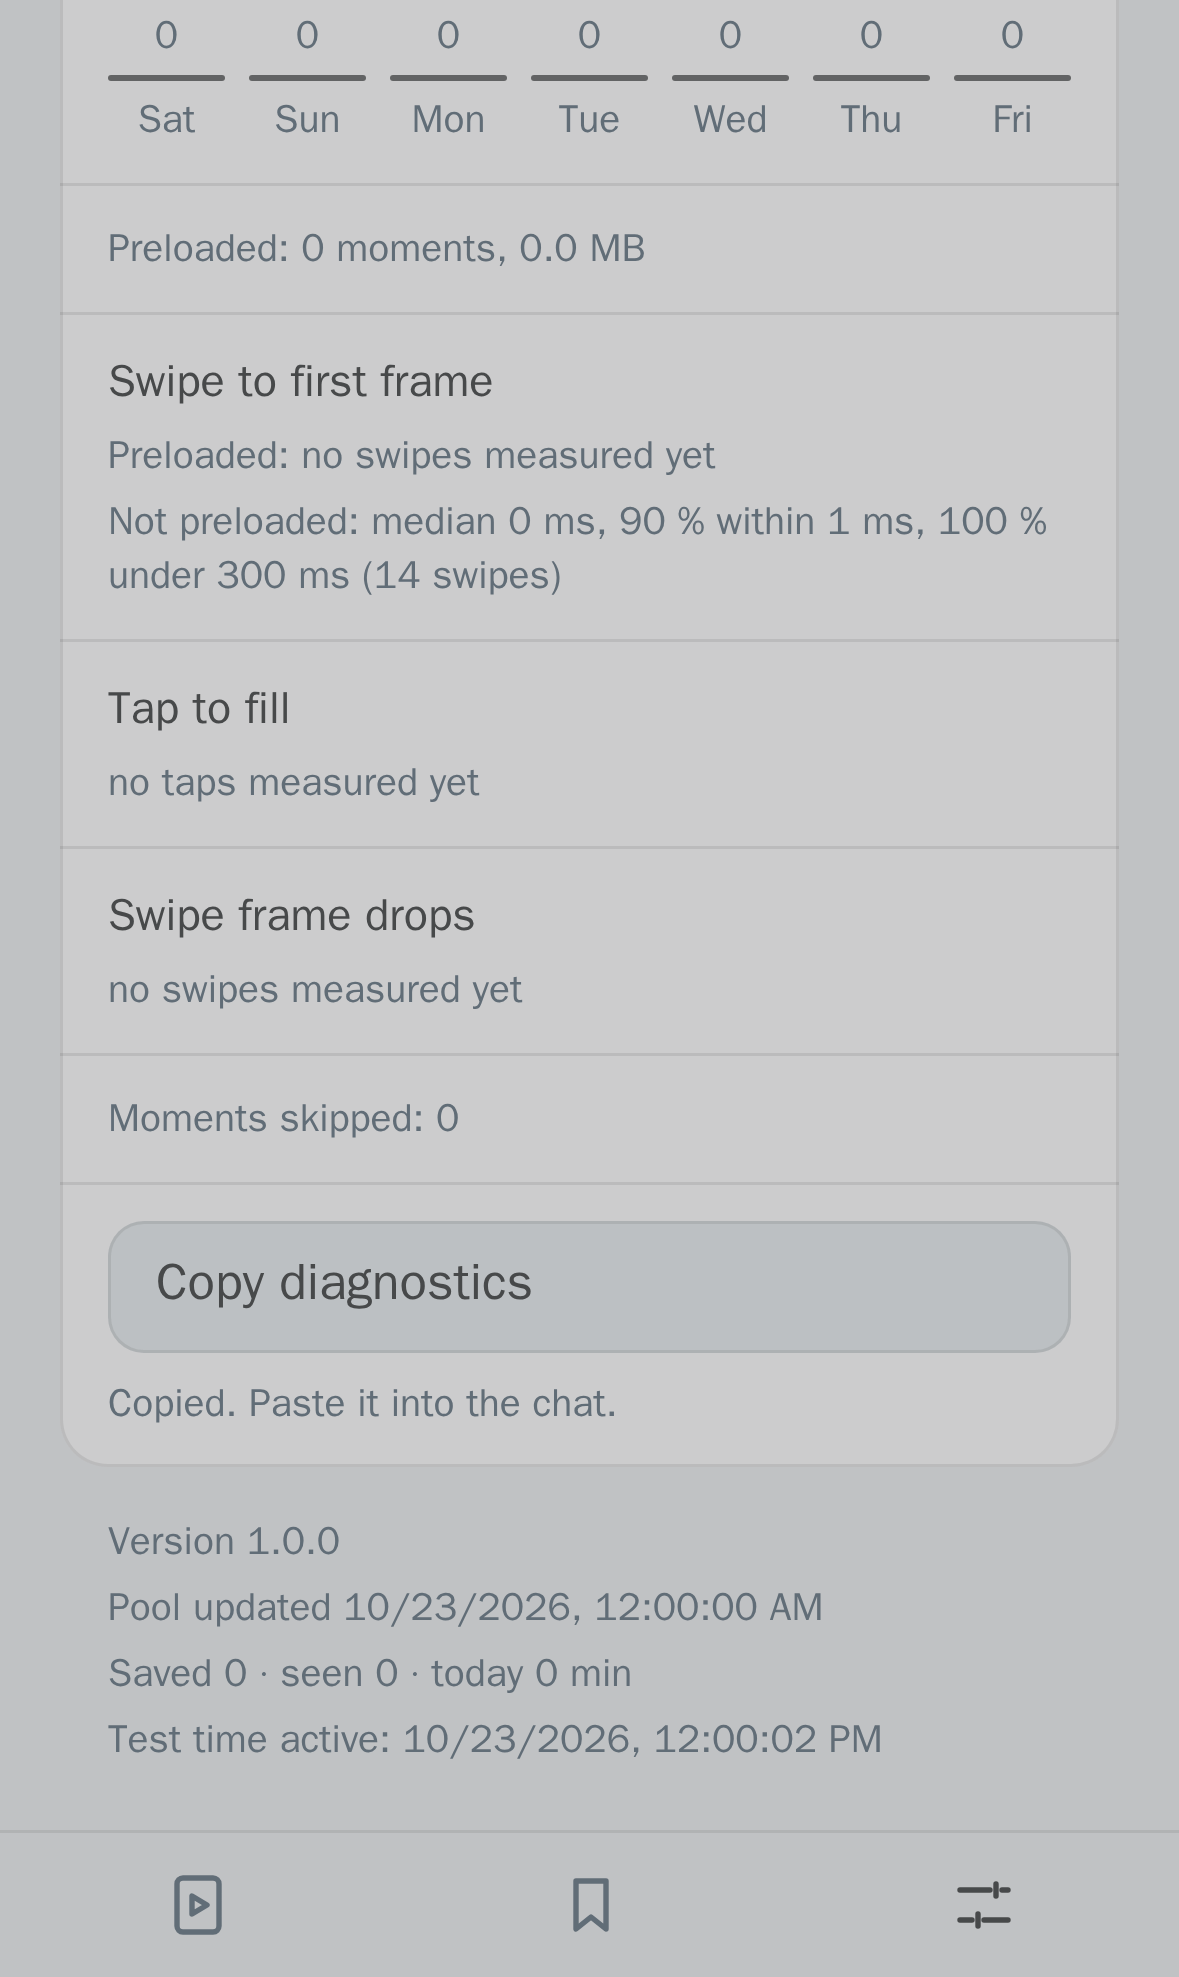 0 0 0 0 0 0 0
Sat Sun Mon Tue Wed Thu Fri
Preloaded: 0 moments, 0.0 MB
Swipe to first frame
Preloaded: no swipes measured yet
Not preloaded: median 0 ms, 90 % within 1 ms, 100 %
under 300 ms (14 swipes)
Tap to fill
no taps measured yet
Swipe frame drops
no swipes measured yet
Moments skipped: 0
Copy diagnostics
Copied. Paste it into the chat.
Version 1.0.0
Pool updated 10/23/2026, 12:00:00 AM
Saved 0 · seen 0 · today 0 min
Test time active: 10/23/2026, 12:00:02 PM